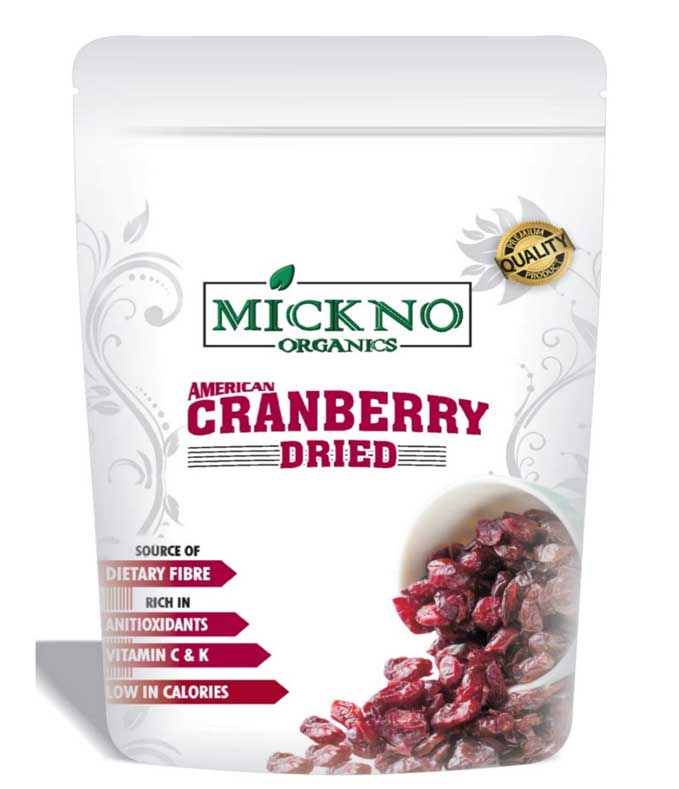 PREMIUM
QUALITY
PRODUCT
MICKNO
ORGANICS
AMERICAN
CRANBERRY
DRIED
SOURCE OF
DIETARY FIBRE
RICH IN
ANITIOXIDANTS
VITAMIN C & K
LOW IN CALORIES